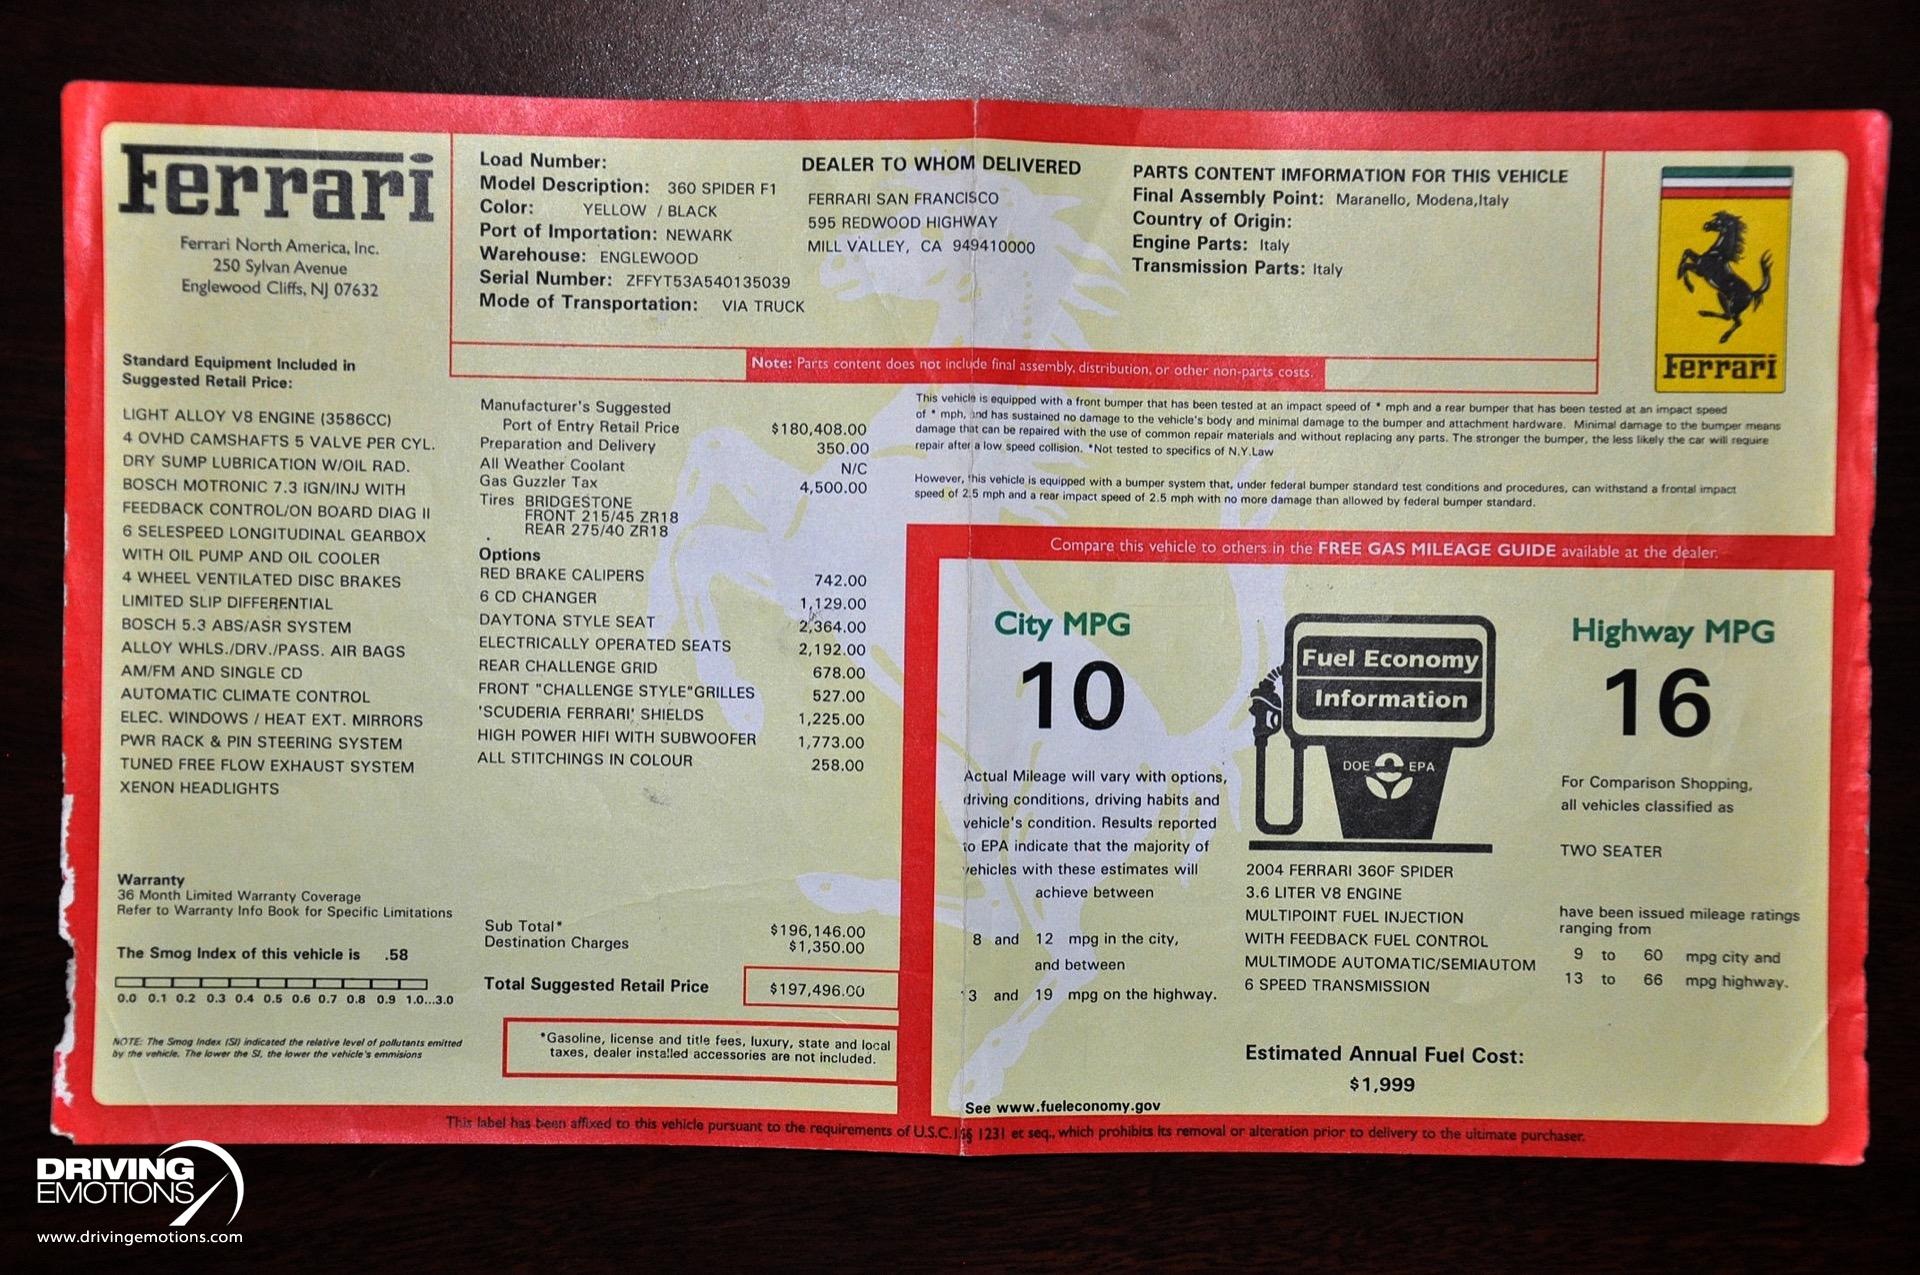 Ferrari
Ferrari North America, Inc.
250 Sylvan Avenue
Englewood Cliffs, NJ 07632
Load Number:
Model Description: 360 SPIDER F1
Color: YELLOW / BLACK
Port of Importation: NEWARK
Warehouse: ENGLEWOOD
Serial Number: ZFFYT53A540135039
Mode of Transportation: VIA TRUCK
DEALER TO WHOM DELIVERED
FERRARI SAN FRANCISCO
595 REDWOOD HIGHWAY
MILL VALLEY, CA 949410000
PARTS CONTENT IMFORMATION FOR THIS VEHICLE
Final Assembly Point: Maranello, Modena,Italy
Country of Origin:
Engine Parts: Italy
Transmission Parts: Italy
Ferrari
Note: Parts content does not include final assembly, distribution, or other non-parts costs.
Standard Equipment Included in
Suggested Retail Price:
LIGHT ALLOY V8 ENGINE (3586CC)
4 OVHD CAMSHAFTS 5 VALVE PER CYL.
DRY SUMP LUBRICATION W/OIL RAD.
BOSCH MOTRONIC 7.3 IGN/INJ WITH
FEEDBACK CONTROL/ON BOARD DIAG II
6 SELESPEED LONGITUDINAL GEARBOX
WITH OIL PUMP AND OIL COOLER
4 WHEEL VENTILATED DISC BRAKES
LIMITED SLIP DIFFERENTIAL
BOSCH 5.3 ABS/ASR SYSTEM
ALLOY WHLS./DRV./PASS. AIR BAGS
AM/FM AND SINGLE CD
AUTOMATIC CLIMATE CONTROL
ELEC. WINDOWS / HEAT EXT. MIRRORS
PWR RACK & PIN STEERING SYSTEM
TUNED FREE FLOW EXHAUST SYSTEM
XENON HEADLIGHTS
Warranty
36 Month Limited Warranty Coverage
Refer to Warranty Info Book for Specific Limitations
The Smog Index of this vehicle is .58
0.0 0.1 0.2 0.3 0.4 0.5 0.6 0.7 0.8 0.9 1.0...3.0
NOTE: The Smog Index (SI) indicated the relative level of pollutants emitted
by the vehicle. The lower the SI, the lower the vehicle's emmisions
Manufacturer's Suggested
Port of Entry Retail Price $180,408.00
Preparation and Delivery 350.00
All Weather Coolant N/C
Gas Guzzler Tax 4,500.00
Tires BRIDGESTONE
FRONT 215/45 ZR18
REAR 275/40 ZR18
Options
RED BRAKE CALIPERS 742.00
6 CD CHANGER 1,129.00
DAYTONA STYLE SEAT 2,364.00
ELECTRICALLY OPERATED SEATS 2,192.00
REAR CHALLENGE GRID 678.00
FRONT "CHALLENGE STYLE"GRILLES 527.00
'SCUDERIA FERRARI' SHIELDS 1,225.00
HIGH POWER HIFI WITH SUBWOOFER 1,773.00
ALL STITCHINGS IN COLOUR 258.00
Sub Total* $196,146.00
Destination Charges $1,350.00
Total Suggested Retail Price $197,496.00
*Gasoline, license and title fees, luxury, state and local
taxes, dealer installed accessories are not included.
This vehicle is equipped with a front bumper that has been tested at an impact speed of * mph and a rear bumper that has been tested at an impact speed
of * mph, and has sustained no damage to the vehicle's body and minimal damage to the bumper and attachment hardware. Minimal damage to the bumper means
damage that can be repaired with the use of common repair materials and without replacing any parts. The stronger the bumper, the less likely the car will require
repair after a low speed collision. *Not tested to specifics of N.Y.Law
However, this vehicle is equipped with a bumper system that, under federal bumper standard test conditions and procedures, can withstand a frontal impact
speed of 2.5 mph and a rear impact speed of 2.5 mph with no more damage than allowed by federal bumper standard.
Compare this vehicle to others in the FREE GAS MILEAGE GUIDE available at the dealer.
City MPG
10
Actual Mileage will vary with options,
driving conditions, driving habits and
vehicle's condition. Results reported
to EPA indicate that the majority of
vehicles with these estimates will
achieve between
8 and 12 mpg in the city,
and between
13 and 19 mpg on the highway.
See www.fueleconomy.gov
Fuel Economy
Information
DOE EPA
2004 FERRARI 360F SPIDER
3.6 LITER V8 ENGINE
MULTIPOINT FUEL INJECTION
WITH FEEDBACK FUEL CONTROL
MULTIMODE AUTOMATIC/SEMIAUTOM
6 SPEED TRANSMISSION
Estimated Annual Fuel Cost:
$1,999
Highway MPG
16
For Comparison Shopping,
all vehicles classified as
TWO SEATER
have been issued mileage ratings
ranging from
9 to 60 mpg city and
13 to 66 mpg highway.
This label has been affixed to this vehicle pursuant to the requirements of U.S.C. §§ 1231 et seq., which prohibits its removal or alteration prior to delivery to the ultimate purchaser.
DRIVING
EMOTIONS
www.drivingemotions.com